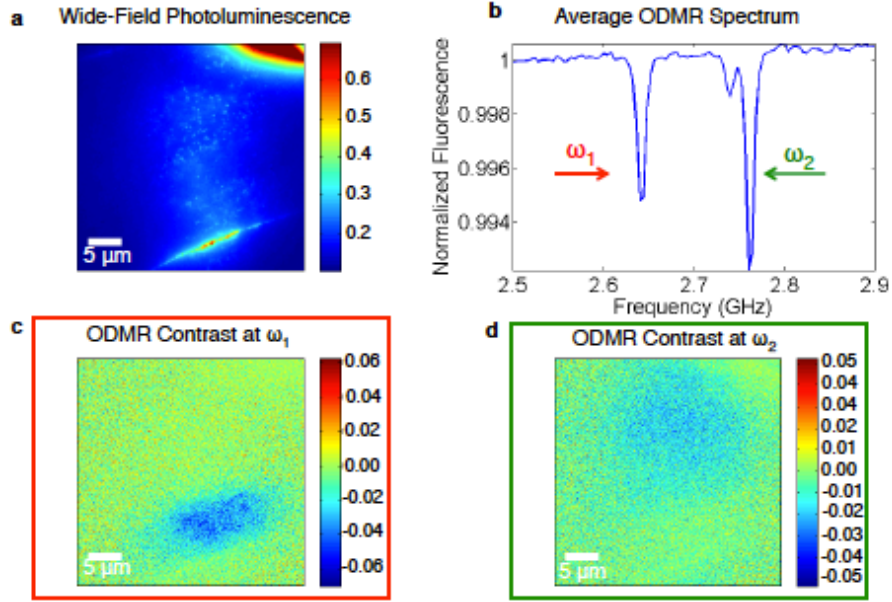 a Wide-Field Photoluminescence
0.6
0.5
0.4
0.3
0.2
5 µm
b Average ODMR Spectrum
Normalized Fluorescence
1
0.998
0.996
0.994
ω1
ω2
2.5 2.6 2.7 2.8 2.9
Frequency (GHz)
c ODMR Contrast at ω1
0.06
0.04
0.02
0.00
-0.02
-0.04
-0.06
5 µm
d ODMR Contrast at ω2
0.05
0.04
0.03
0.02
0.01
0.00
-0.01
-0.02
-0.03
-0.04
-0.05
5 µm